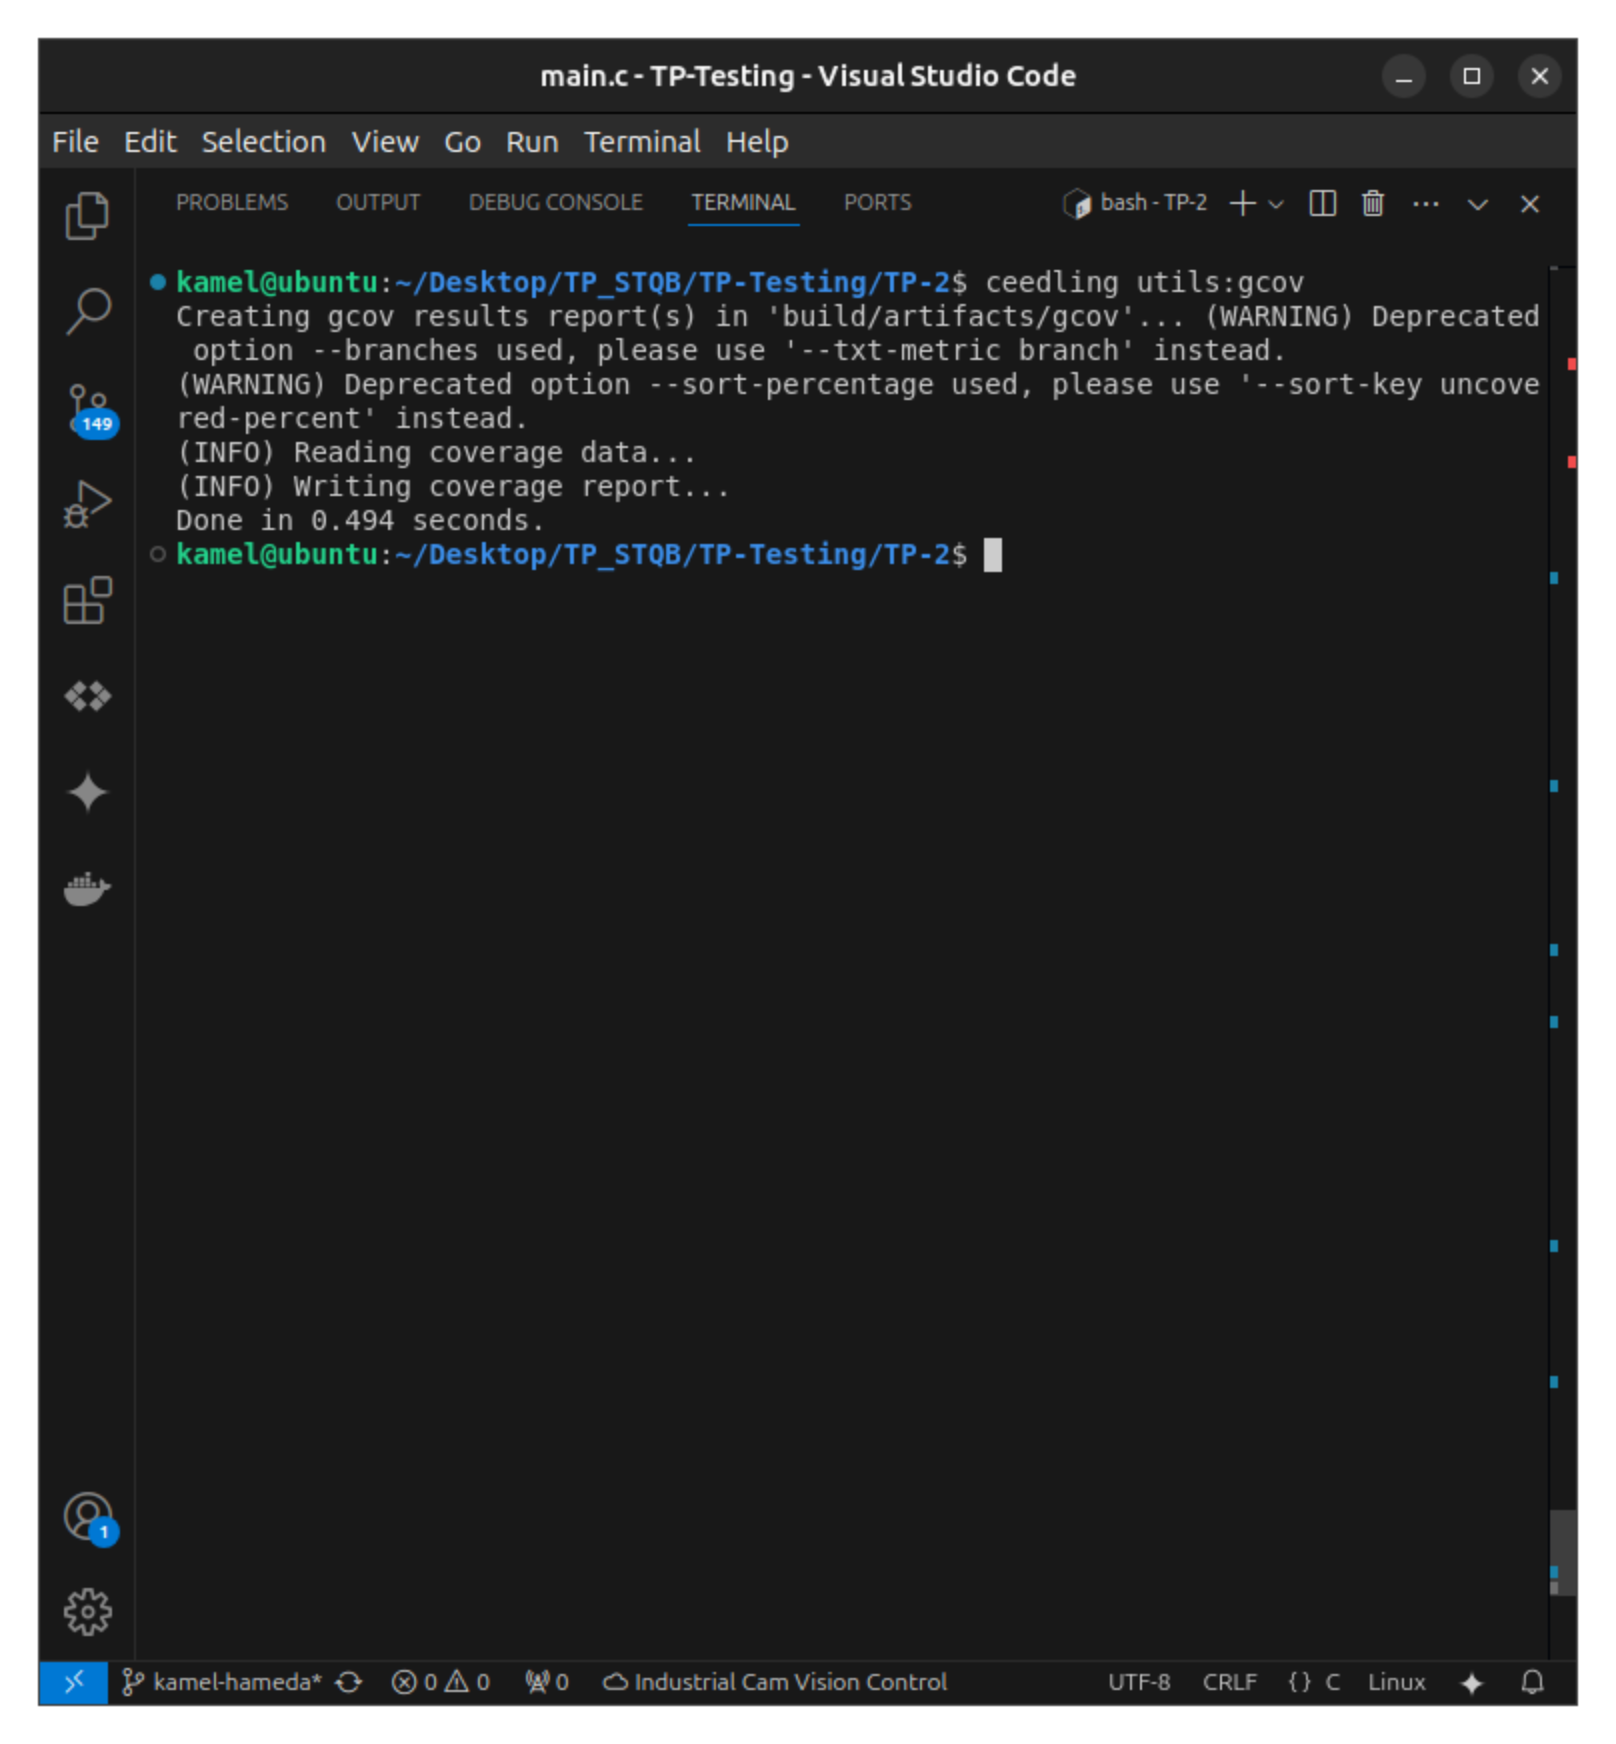 main.c - TP-Testing - Visual Studio Code
File Edit Selection View Go Run Terminal Help
PROBLEMS OUTPUT DEBUG CONSOLE TERMINAL PORTS bash - TP-2
kamel@ubuntu:~/Desktop/TP_STQB/TP-Testing/TP-2$ ceedling utils:gcov
Creating gcov results report(s) in 'build/artifacts/gcov'... (WARNING) Deprecated
option --branches used, please use '--txt-metric branch' instead.
(WARNING) Deprecated option --sort-percentage used, please use '--sort-key uncove
red-percent' instead.
(INFO) Reading coverage data...
(INFO) Writing coverage report...
Done in 0.494 seconds.
kamel@ubuntu:~/Desktop/TP_STQB/TP-Testing/TP-2$
149
1
kamel-hameda* 0 0 0 Industrial Cam Vision Control UTF-8 CRLF {} C Linux